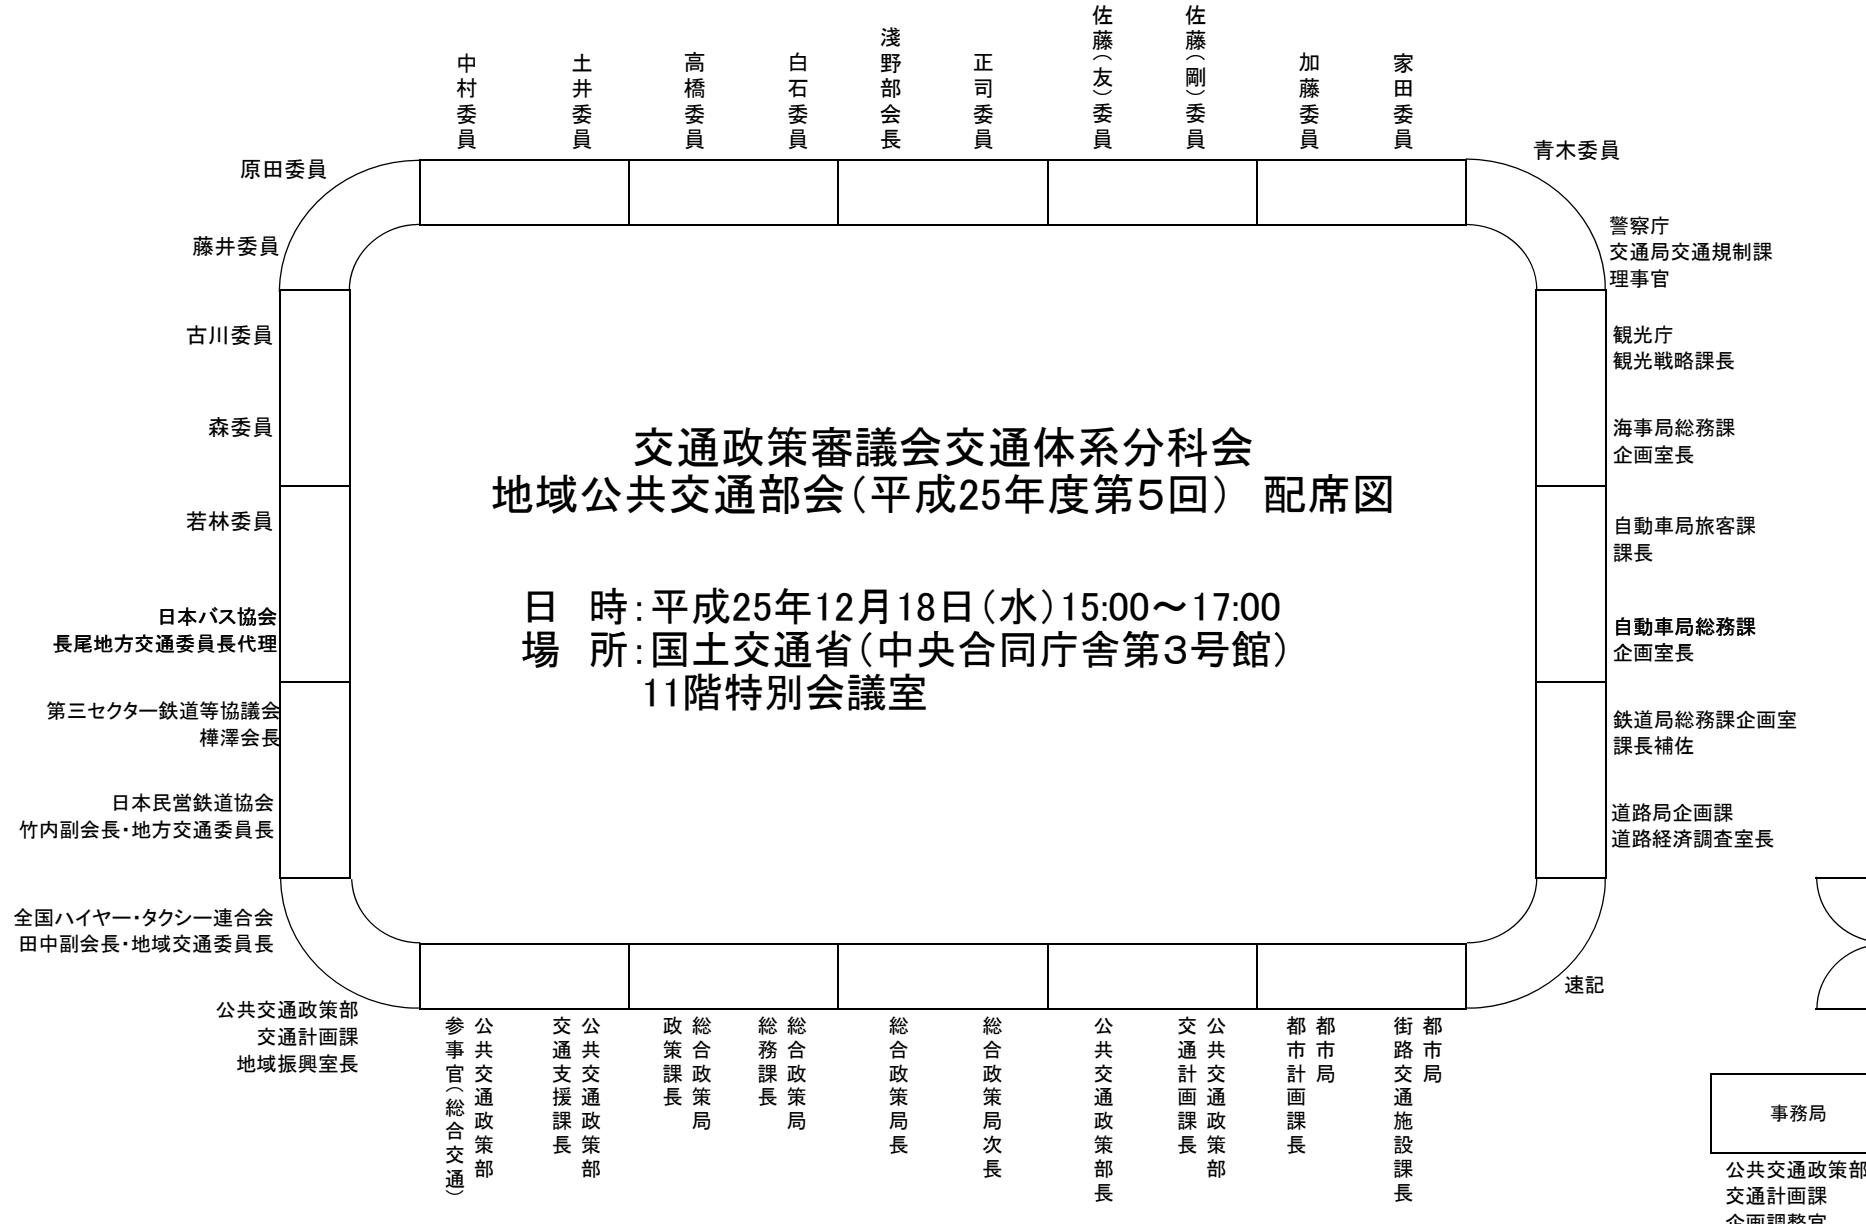 中村委員
土井委員
高橋委員
白石委員
淺野部会長
正司委員
佐藤（友）委員
佐藤（剛）委員
加藤委員
家田委員
原田委員
藤井委員
古川委員
森委員
若林委員
日本バス協会
長尾地方交通委員長代理
第三セクター鉄道等協議会
樺澤会長
日本民営鉄道協会
竹内副会長・地方交通委員長
全国ハイヤー・タクシー連合会
田中副会長・地域交通委員長
公共交通政策部
交通計画課
地域振興室長
交通政策審議会交通体系分科会
地域公共交通部会（平成25年度第５回） 配席図
日 時：平成25年12月18日（水）15:00～17:00
場 所：国土交通省（中央合同庁舎第３号館）
11階特別会議室
青木委員
警察庁
交通局交通規制課
理事官
観光庁
観光戦略課長
海事局総務課
企画室長
自動車局旅客課
課長
自動車局総務課
企画室長
鉄道局総務課企画室
課長補佐
道路局企画課
道路経済調査室長
速記
公共交通政策部
参事官（総合交通）
公共交通政策部
交通支援課長
総合政策局
政策課長
総合政策局
総務課長
総合政策局長
総合政策局次長
公共交通政策部長
公共交通政策部
交通計画課長
都市局
都市計画課長
都市局
街路交通施設課長
事務局
公共交通政策部
交通計画課
企画調整官